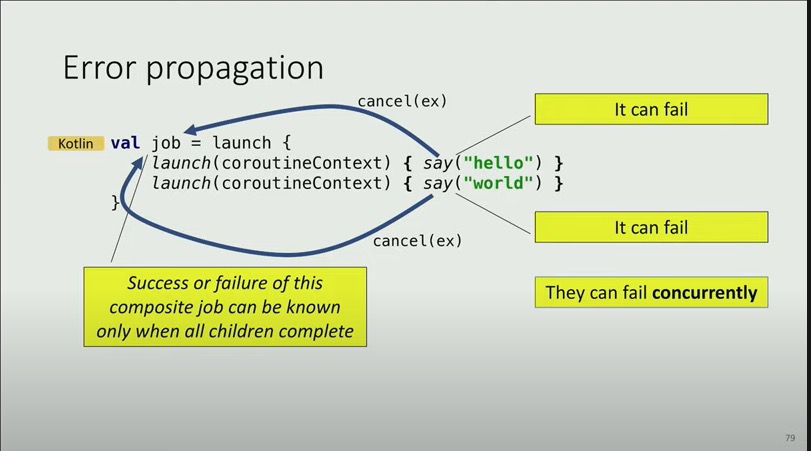 Error propagation
cancel(ex)
It can fail
Kotlin
val job = launch {
launch(coroutineContext) { say("hello") }
launch(coroutineContext) { say("world") }
}
It can fail
cancel(ex)
Success or failure of this
composite job can be known
only when all children complete
They can fail concurrently
79